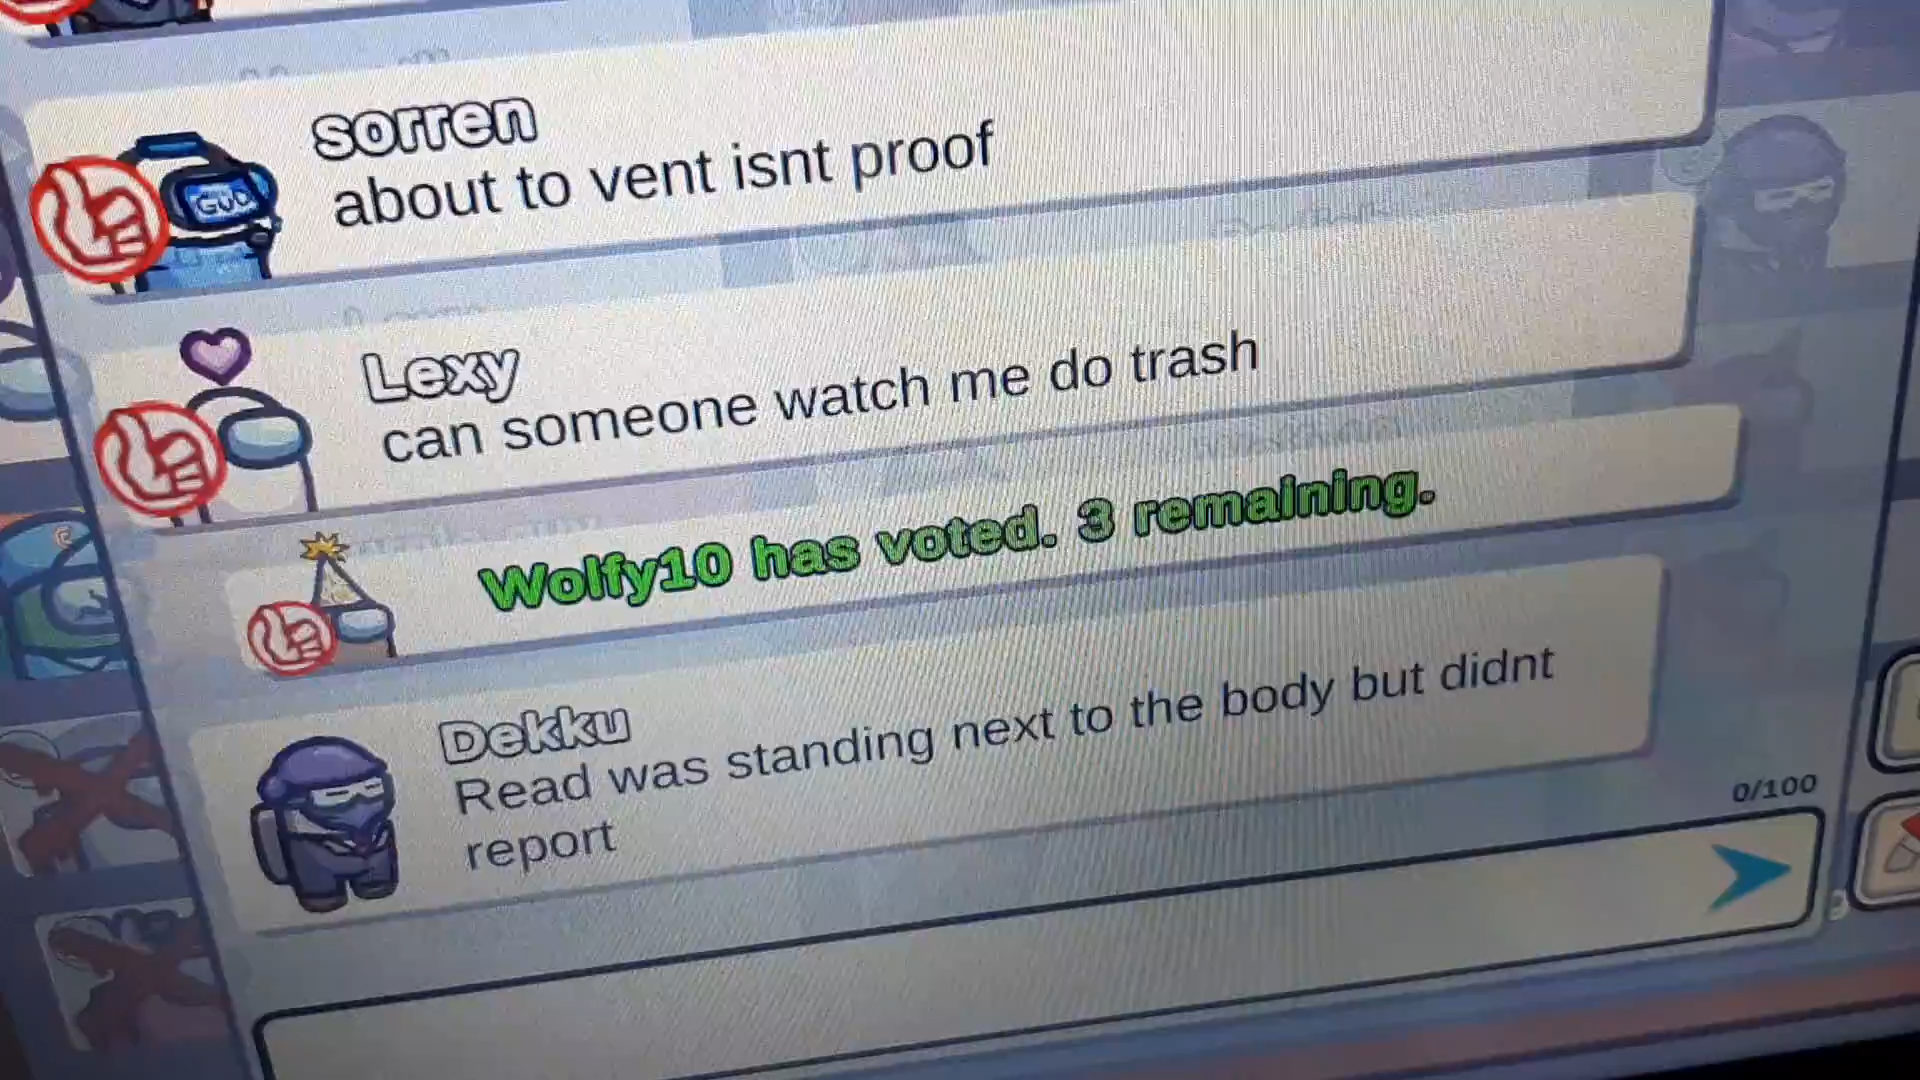 sorren
about to vent isnt proof
Lexy
can someone watch me do trash
Wolfy10 has voted. 3 remaining.
Dekku
Read was standing next to the body but didnt
report
0/100